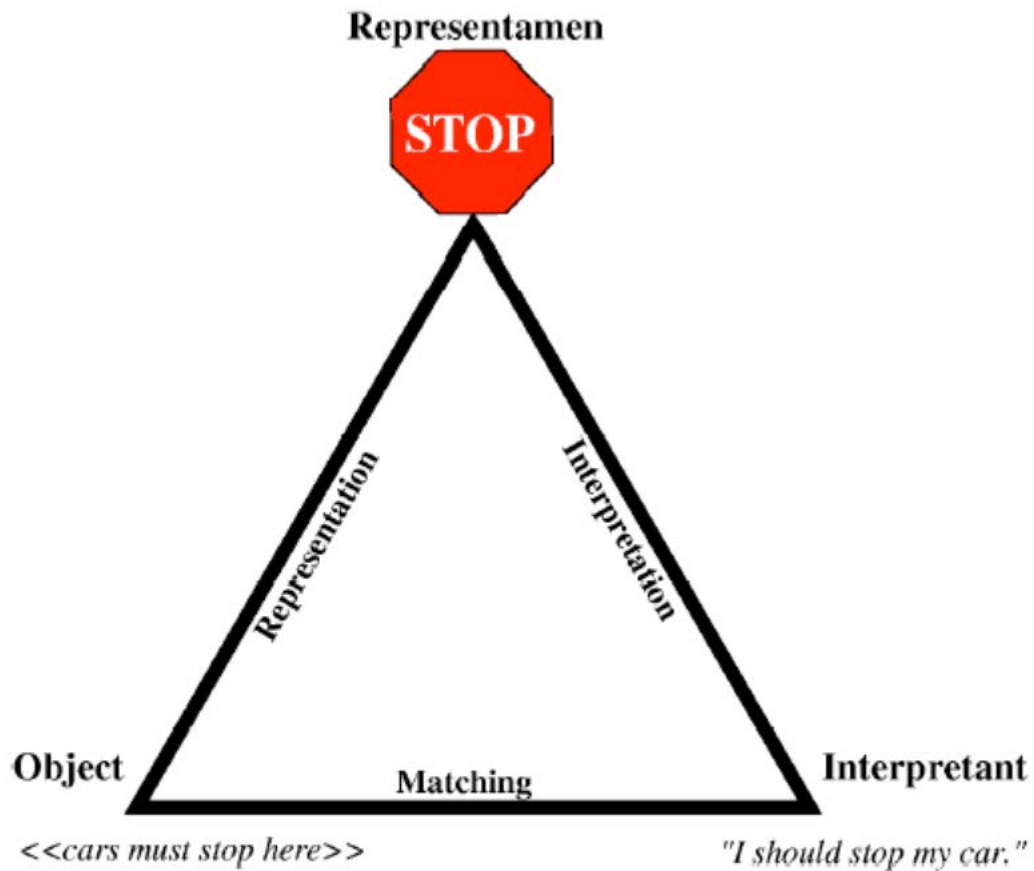 Representamen
STOP
Representation
Interpretation
Object
Matching
Interpretant
<<cars must stop here>>
"I should stop my car."